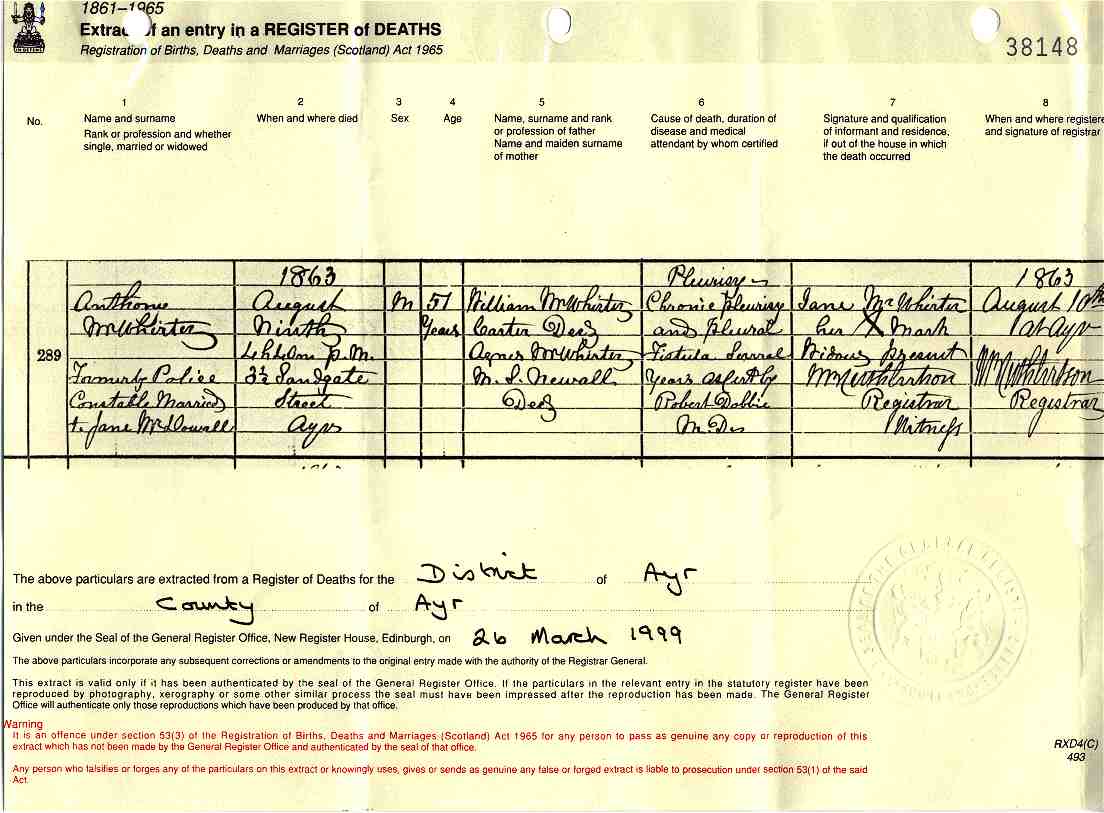 1861–1965
Extrac of an entry in a REGISTER of DEATHS
Registration of Births, Deaths and Marriages (Scotland) Act 1965
38148
No.
1
Name and surname
Rank or profession and whether
single, married or widowed
2
When and where died
3
Sex
4
Age
5
Name, surname and rank
or profession of father
Name and maiden surname
of mother
6
Cause of death, duration of
disease and medical
attendant by whom certified
7
Signature and qualification
of informant and residence,
if out of the house in which
the death occurred
8
When and where registere
and signature of registrar
289
Anthony
McWhirter
Formerly Police
Constable Married
to Jane McDowall
1863
August
Ninth
p.m.
Sandgate
Street
Ayr
M
51
Years
William McWhirter
Carter Decd
Agnes McWhirter
M. S. Newall
Decd
Pleurisy
Chronic Pleurisy
and Pleural
Fistula Several
Years as cert by
Robert Dobbie
Jane McWhirter
her X Mark
Widow present
Wm Cuthbertson
Registrar
Witness
1863
August 10th
at Ayr
Wm Cuthbertson
Registrar
The above particulars are extracted from a Register of Deaths for the District of Ayr
in the County of Ayr
Given under the Seal of the General Register Office, New Register House, Edinburgh, on 26 March 1999
The above particulars incorporate any subsequent corrections or amendments to the original entry made with the authority of the Registrar General.
This extract is valid only if it has been authenticated by the seal of the General Register Office. If the particulars in the relevant entry in the statutory register have been
reproduced by photography, xerography or some other similar process the seal must have been impressed after the reproduction has been made. The General Register
Office will authenticate only those reproductions which have been produced by that office.
Warning
It is an offence under section 53(3) of the Registration of Births, Deaths and Marriages (Scotland) Act 1965 for any person to pass as genuine any copy or reproduction of this
extract which has not been made by the General Register Office and authenticated by the seal of that office.
Any person who falsifies or forges any of the particulars on this extract or knowingly uses, gives or sends as genuine any false or forged extract is liable to prosecution under section 53(1) of the said
Act.
RXD4(C)
493